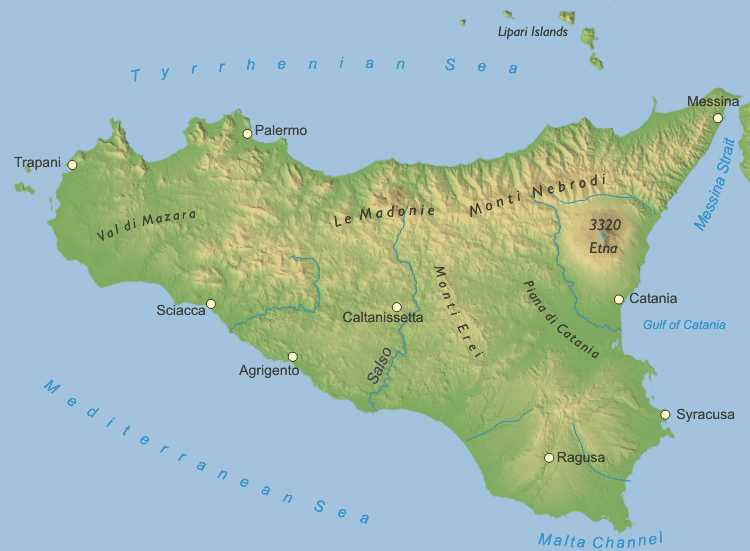 Lipari Islands
Tyrrhenian Sea
Messina
Palermo
Trapani
Messina Strait
Monti Nebrodi
Val di Mazara
Le Madonie
3320
Etna
Monti Erei
Piana di Catania
Catania
Sciacca
Caltanissetta
Gulf of Catania
Salso
Agrigento
Syracusa
Mediterranean Sea
Ragusa
Malta Channel